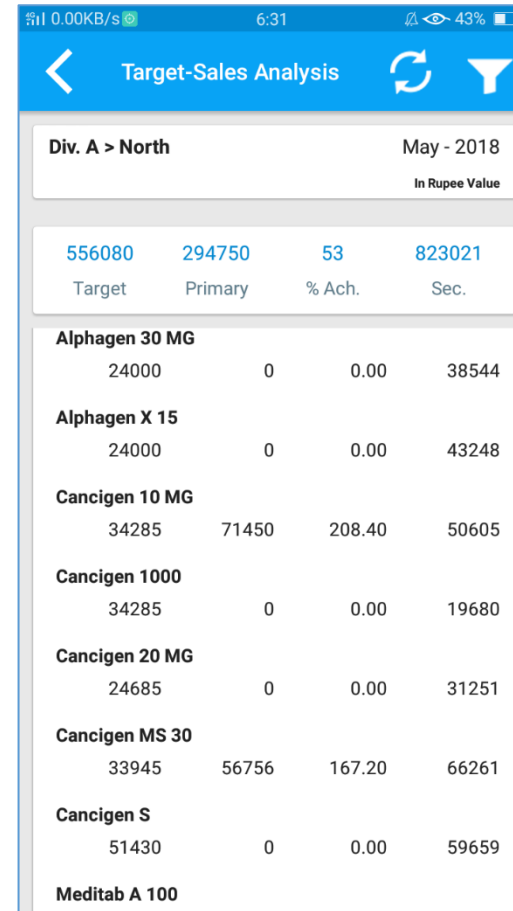 0.00KB/s 6:31 43%
Target-Sales Analysis
Div. A > North May - 2018
In Rupee Value
556080 294750 53 823021
Target Primary % Ach. Sec.
Alphagen 30 MG
24000 0 0.00 38544
Alphagen X 15
24000 0 0.00 43248
Cancigen 10 MG
34285 71450 208.40 50605
Cancigen 1000
34285 0 0.00 19680
Cancigen 20 MG
24685 0 0.00 31251
Cancigen MS 30
33945 56756 167.20 66261
Cancigen S
51430 0 0.00 59659
Meditab A 100